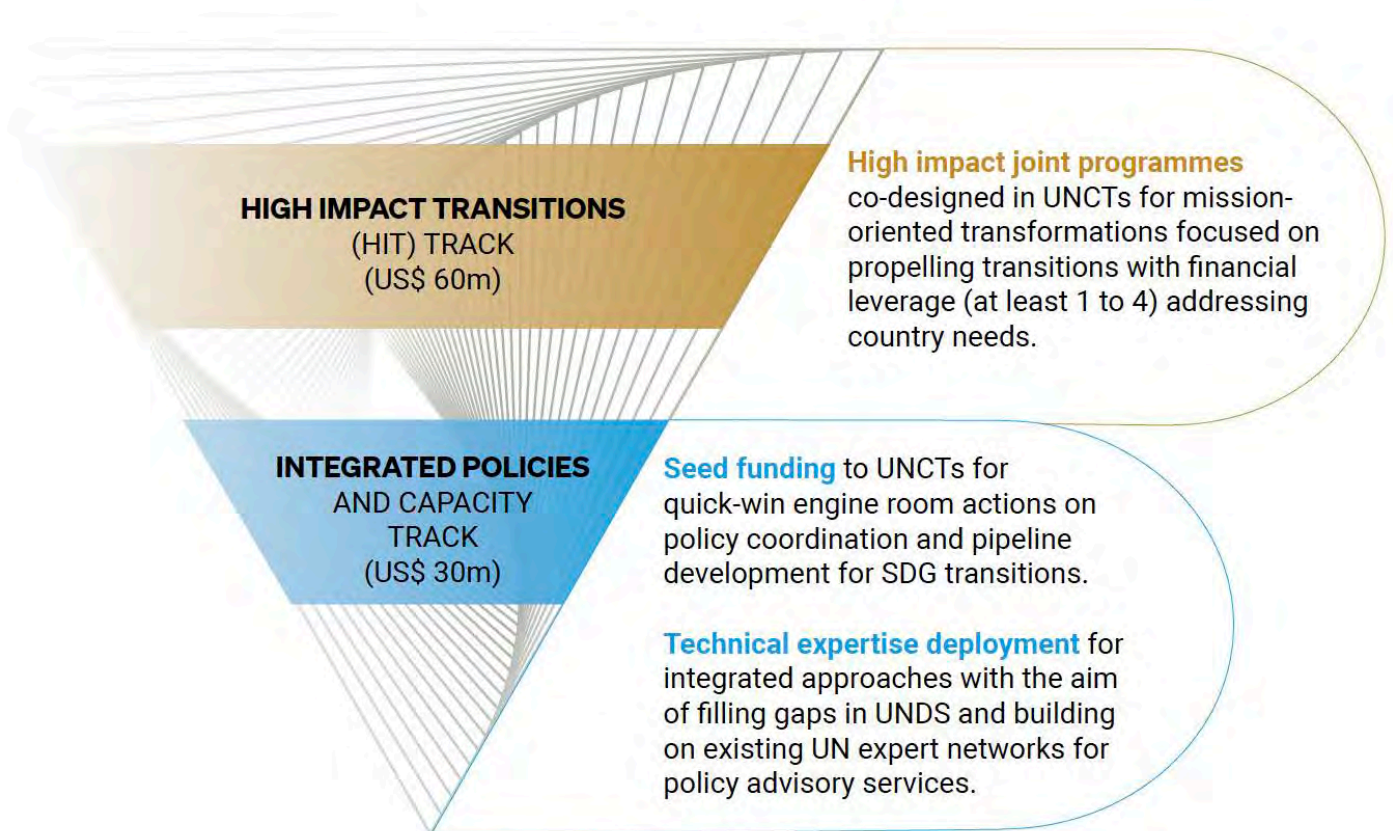 HIGH IMPACT TRANSITIONS
(HIT) TRACK
(US$ 60m)
High impact joint programmes
co-designed in UNCTs for mission-
oriented transformations focused on
propelling transitions with financial
leverage (at least 1 to 4) addressing
country needs.
INTEGRATED POLICIES
AND CAPACITY
TRACK
(US$ 30m)
Seed funding to UNCTs for
quick-win engine room actions on
policy coordination and pipeline
development for SDG transitions.
Technical expertise deployment for
integrated approaches with the aim
of filling gaps in UNDS and building
on existing UN expert networks for
policy advisory services.